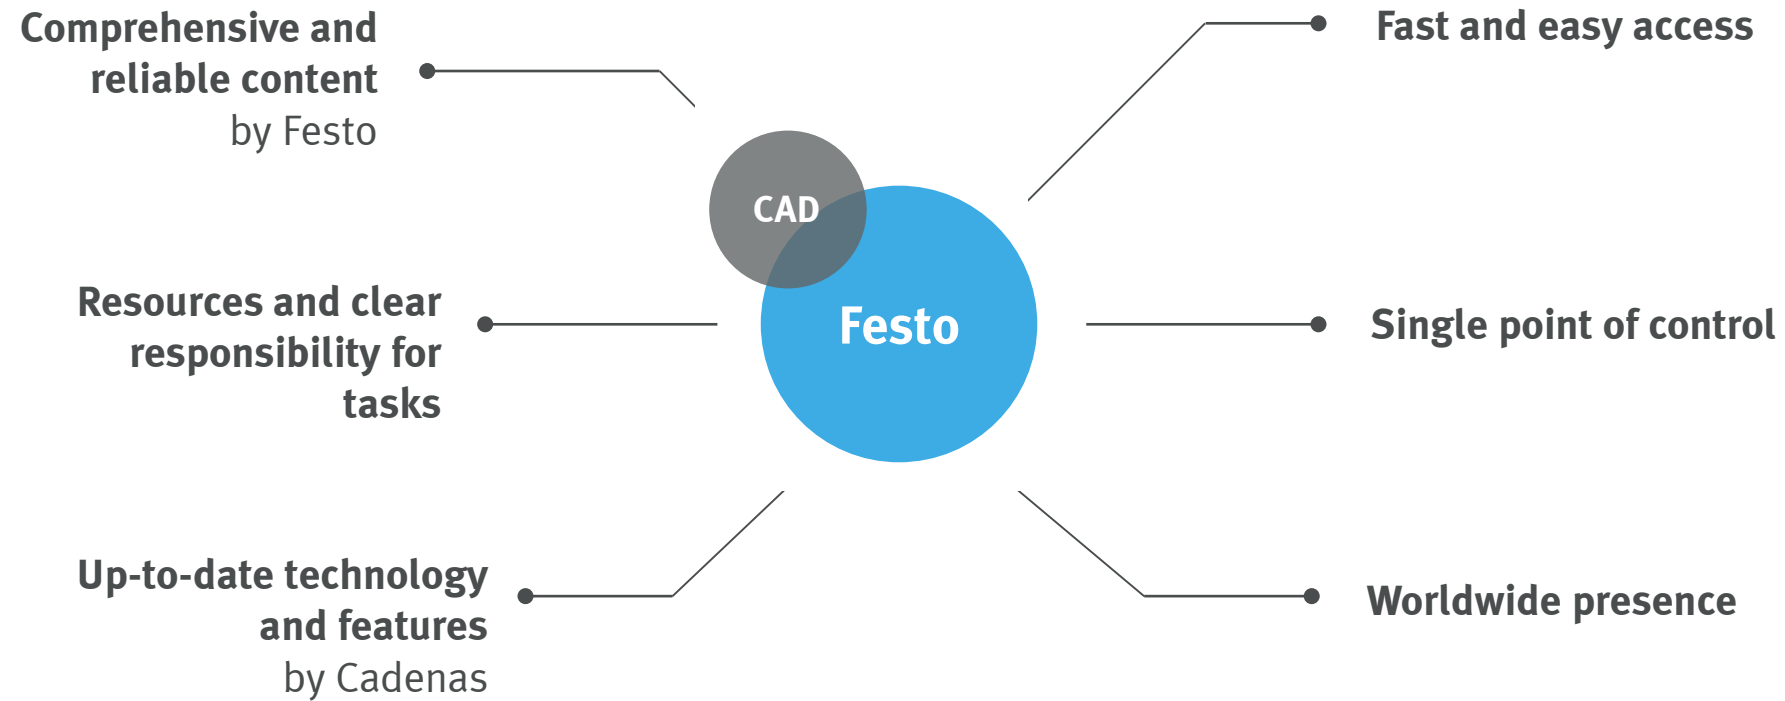 Comprehensive and
reliable content
by Festo
Fast and easy access
CAD
Festo
Resources and clear
responsibility for
tasks
Single point of control
Up-to-date technology
and features
by Cadenas
Worldwide presence